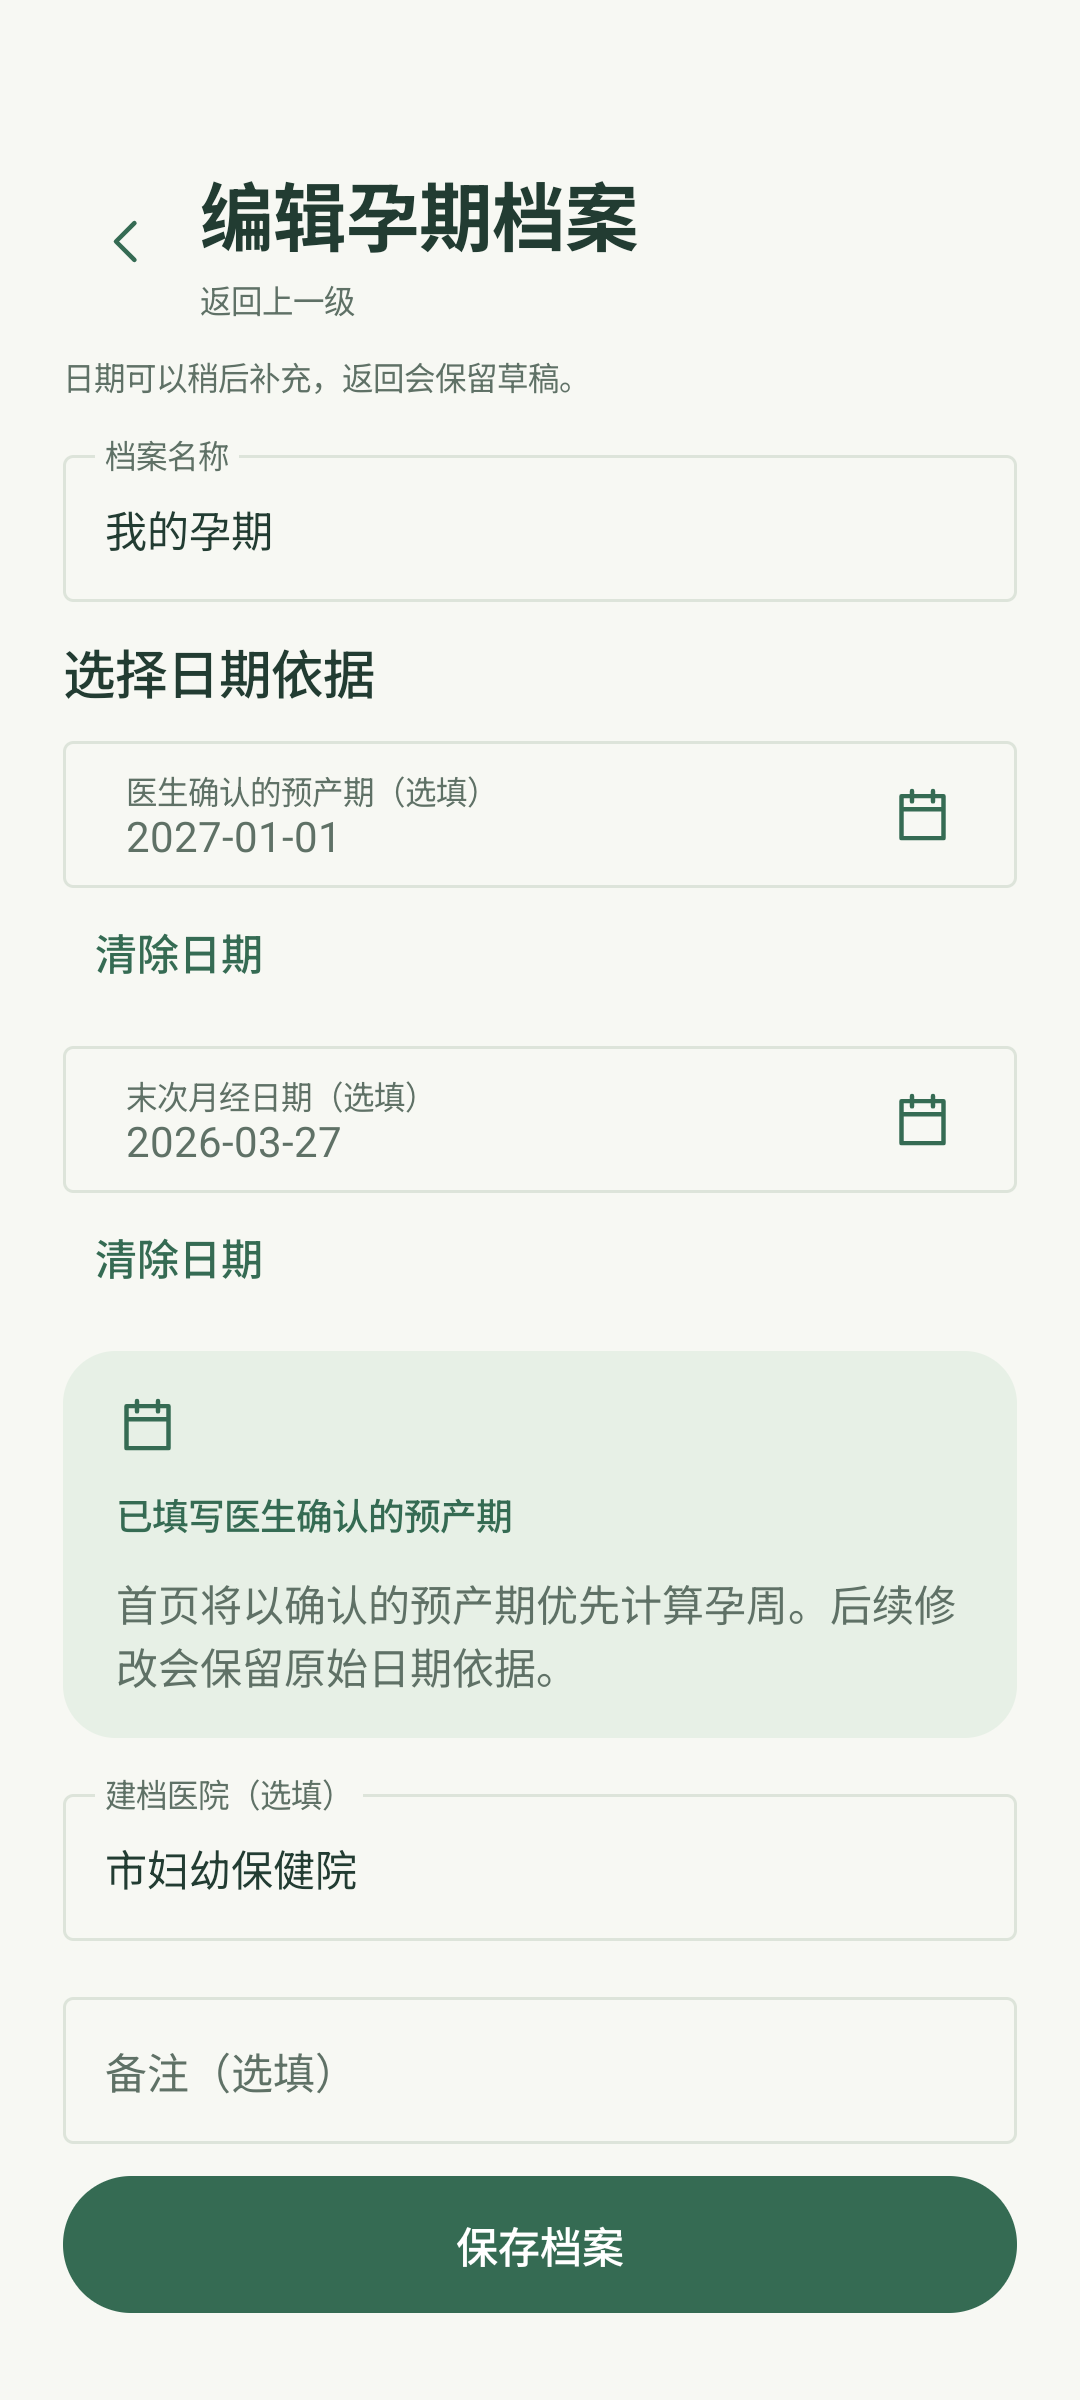 编辑孕期档案
返回上一级
日期可以稍后补充，返回会保留草稿。
档案名称
我的孕期
选择日期依据
医生确认的预产期（选填）
2027-01-01
清除日期
末次月经日期（选填）
2026-03-27
清除日期
已填写医生确认的预产期
首页将以确认的预产期优先计算孕周。后续修
改会保留原始日期依据。
建档医院（选填）
市妇幼保健院
备注（选填）
保存档案